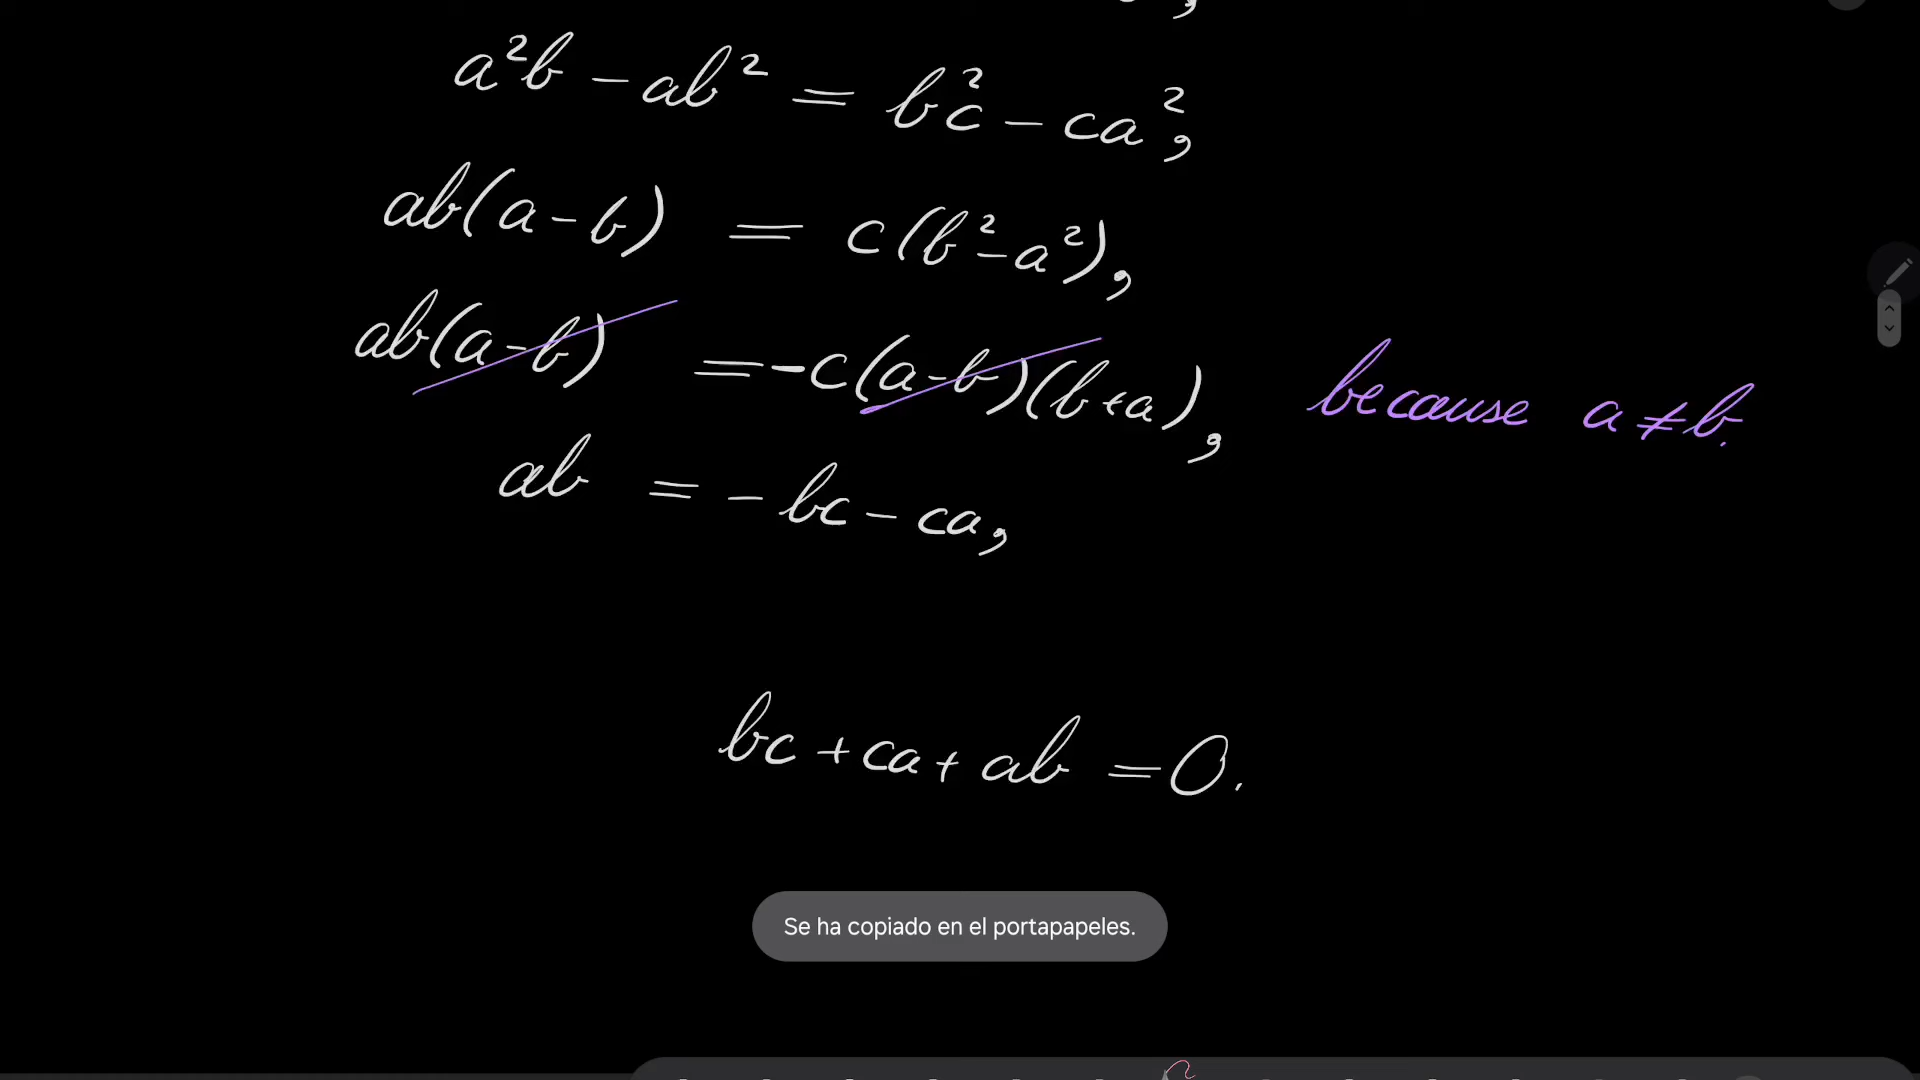 a²b - ab² = b²c - ca²,
ab(a - b) = c(b² - a²),
ab(a - b) = -c(a - b)(b + a), because a ≠ b.
ab = -bc - ca,
bc + ca + ab = 0.
Se ha copiado en el portapapeles.